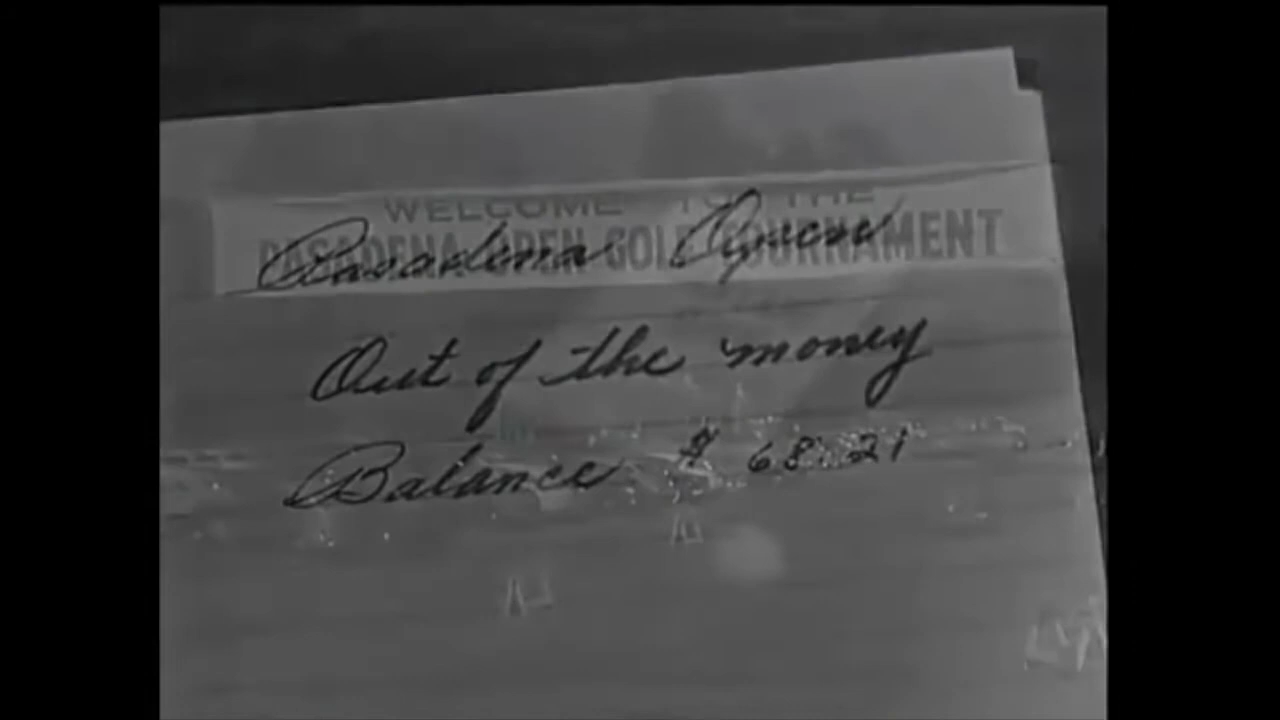 WELCOME TO THE
PASADENA OPEN GOLF TOURNAMENT
Pasadena Open
Out of the money
Balance $ 68.21